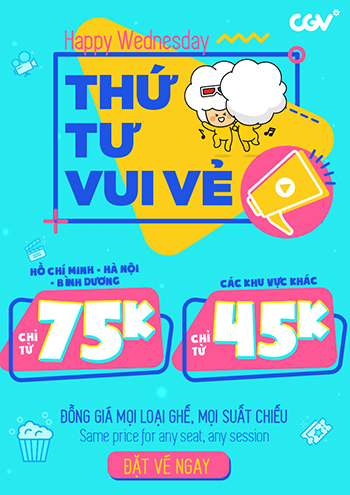 CGV
Happy Wednesday
THỨ
TƯ
VUI VẺ
HỒ CHÍ MINH - HÀ NỘI
- BÌNH DƯƠNG
CHỈ TỪ 75K
CÁC KHU VỰC KHÁC
CHỈ TỪ 45K
ĐỒNG GIÁ MỌI LOẠI GHẾ, MỌI SUẤT CHIẾU
Same price for any seat, any session
ĐẶT VÉ NGAY